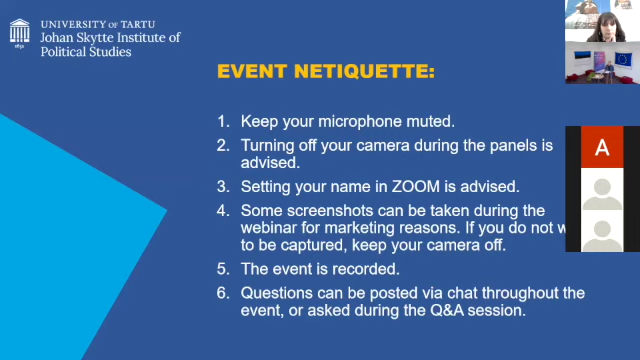 UNIVERSITY OF TARTU
Johan Skytte Institute of
Political Studies
EVENT NETIQUETTE:
1. Keep your microphone muted.
2. Turning off your camera during the panels is
advised.
3. Setting your name in ZOOM is advised.
4. Some screenshots can be taken during the
webinar for marketing reasons. If you do not
to be captured, keep your camera off.
5. The event is recorded.
6. Questions can be posted via chat throughout the
event, or asked during the Q&A session.
A